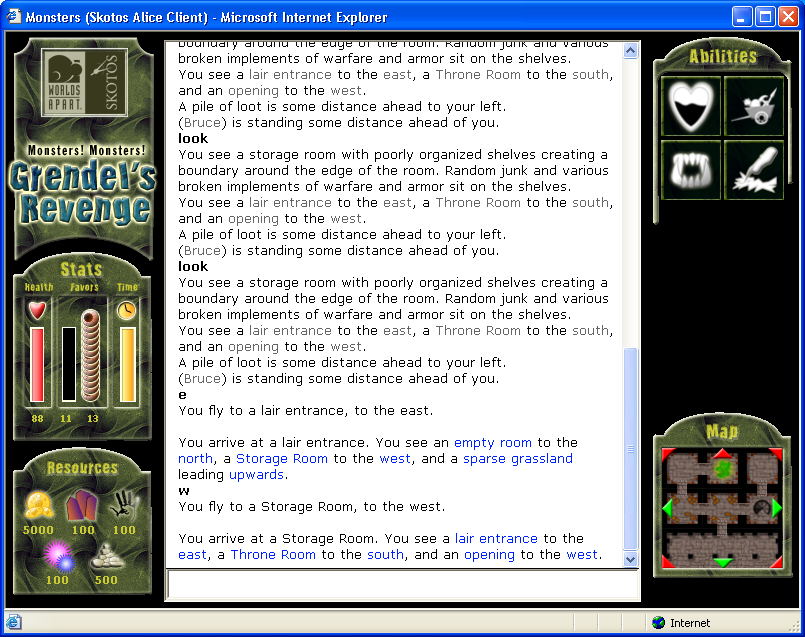 Monsters (Skotos Alice Client) - Microsoft Internet Explorer
WORLDS
APART.
SKOTOS
Monsters! Monsters!
Grendel's
Revenge
Stats
Health Favors Time
88 11 13
Resources
5000 100 100
100 500
boundary around the edge of the room. Random junk and various
broken implements of warfare and armor sit on the shelves.
You see a lair entrance to the east, a Throne Room to the south,
and an opening to the west.
A pile of loot is some distance ahead to your left.
(Bruce) is standing some distance ahead of you.
look
You see a storage room with poorly organized shelves creating a
boundary around the edge of the room. Random junk and various
broken implements of warfare and armor sit on the shelves.
You see a lair entrance to the east, a Throne Room to the south,
and an opening to the west.
A pile of loot is some distance ahead to your left.
(Bruce) is standing some distance ahead of you.
look
You see a storage room with poorly organized shelves creating a
boundary around the edge of the room. Random junk and various
broken implements of warfare and armor sit on the shelves.
You see a lair entrance to the east, a Throne Room to the south,
and an opening to the west.
A pile of loot is some distance ahead to your left.
(Bruce) is standing some distance ahead of you.
e
You fly to a lair entrance, to the east.
You arrive at a lair entrance. You see an empty room to the
north, a Storage Room to the west, and a sparse grassland
leading upwards.
w
You fly to a Storage Room, to the west.
You arrive at a Storage Room. You see a lair entrance to the
east, a Throne Room to the south, and an opening to the west.
Abilities
Map
Internet